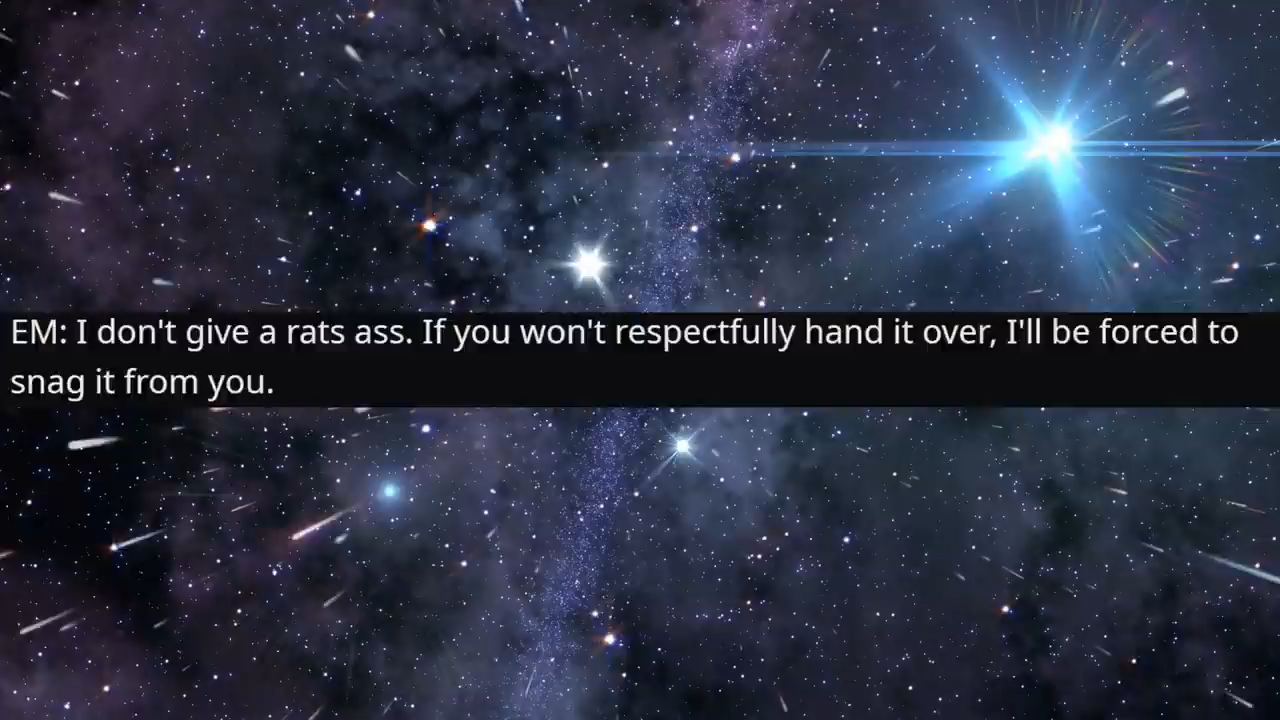 EM: I don't give a rats ass. If you won't respectfully hand it over, I'll be forced to
snag it from you.